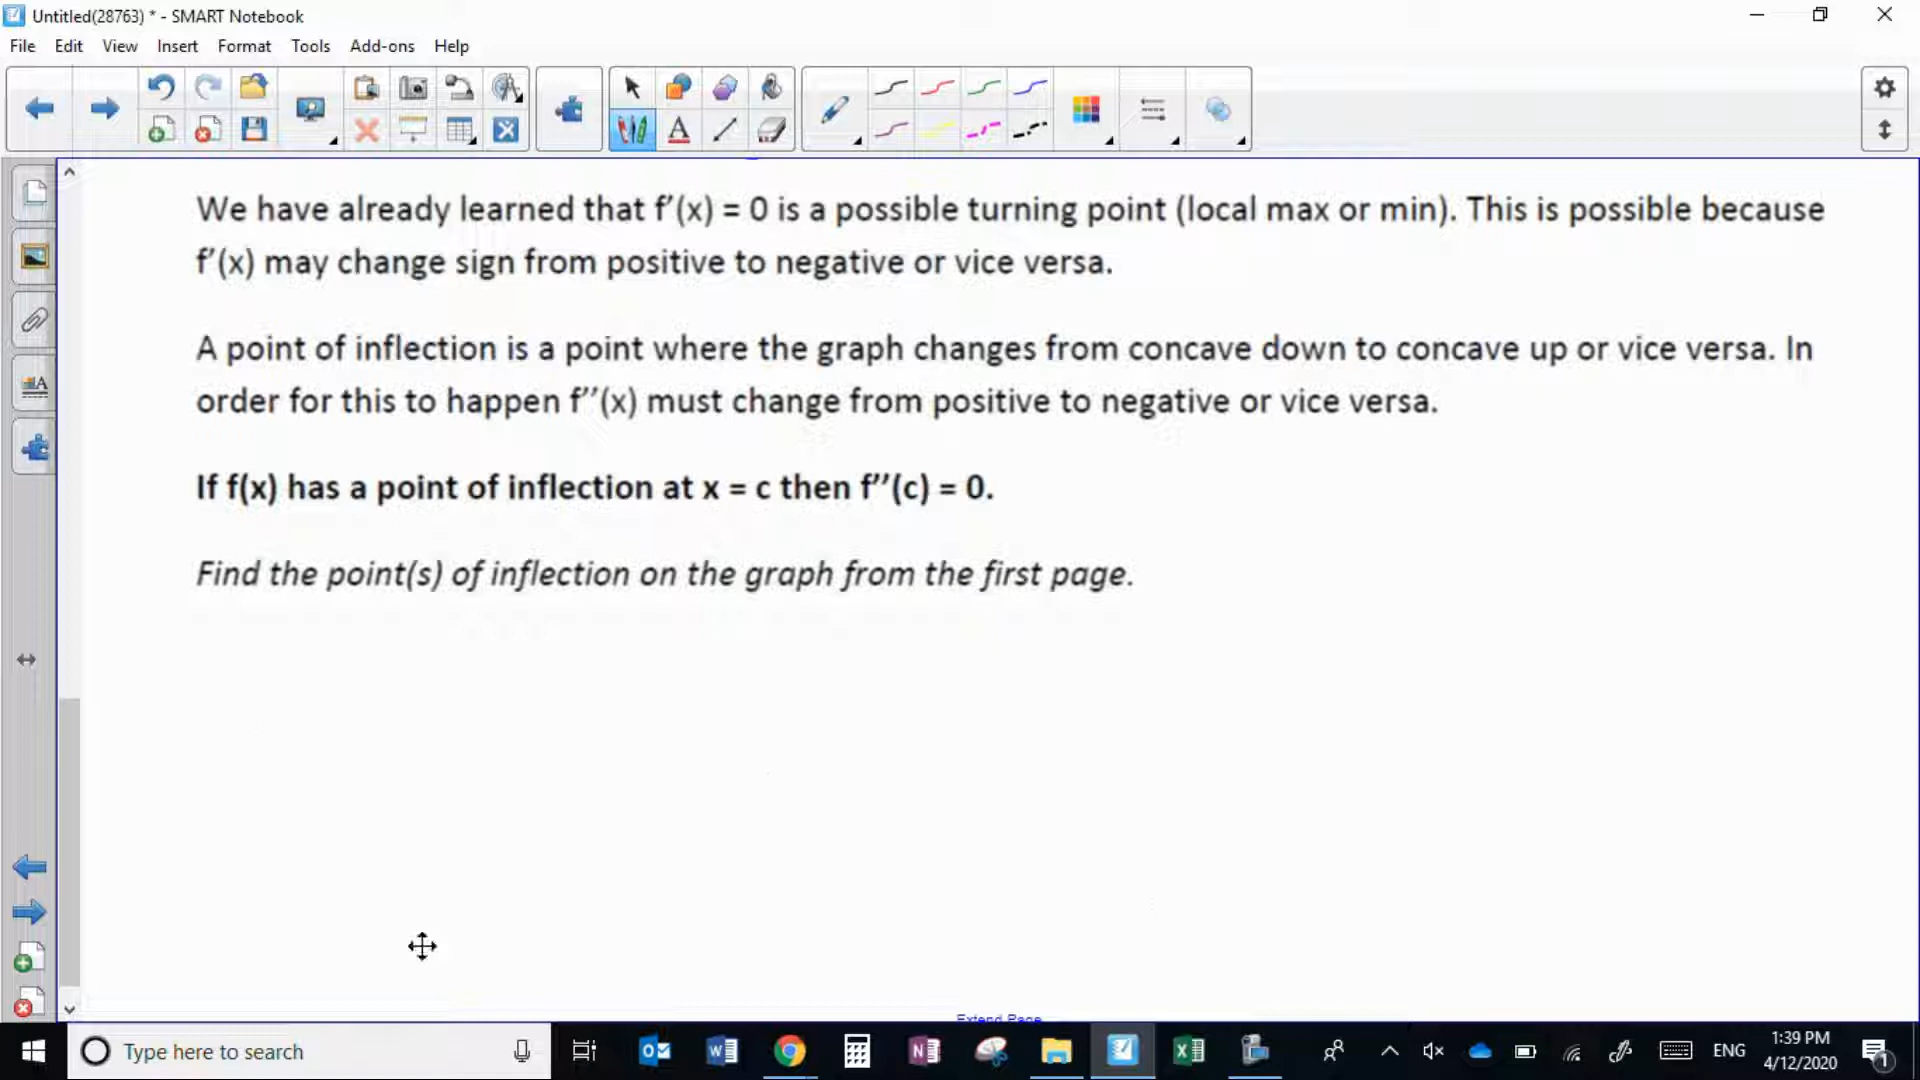 Untitled(28763) * - SMART Notebook
File Edit View Insert Format Tools Add-ons Help
We have already learned that f′(x) = 0 is a possible turning point (local max or min). This is possible because
f′(x) may change sign from positive to negative or vice versa.
A point of inflection is a point where the graph changes from concave down to concave up or vice versa. In
order for this to happen f′′(x) must change from positive to negative or vice versa.
If f(x) has a point of inflection at x = c then f′′(c) = 0.
Find the point(s) of inflection on the graph from the first page.
Extend Page
Type here to search
ENG
1:39 PM
4/12/2020
1